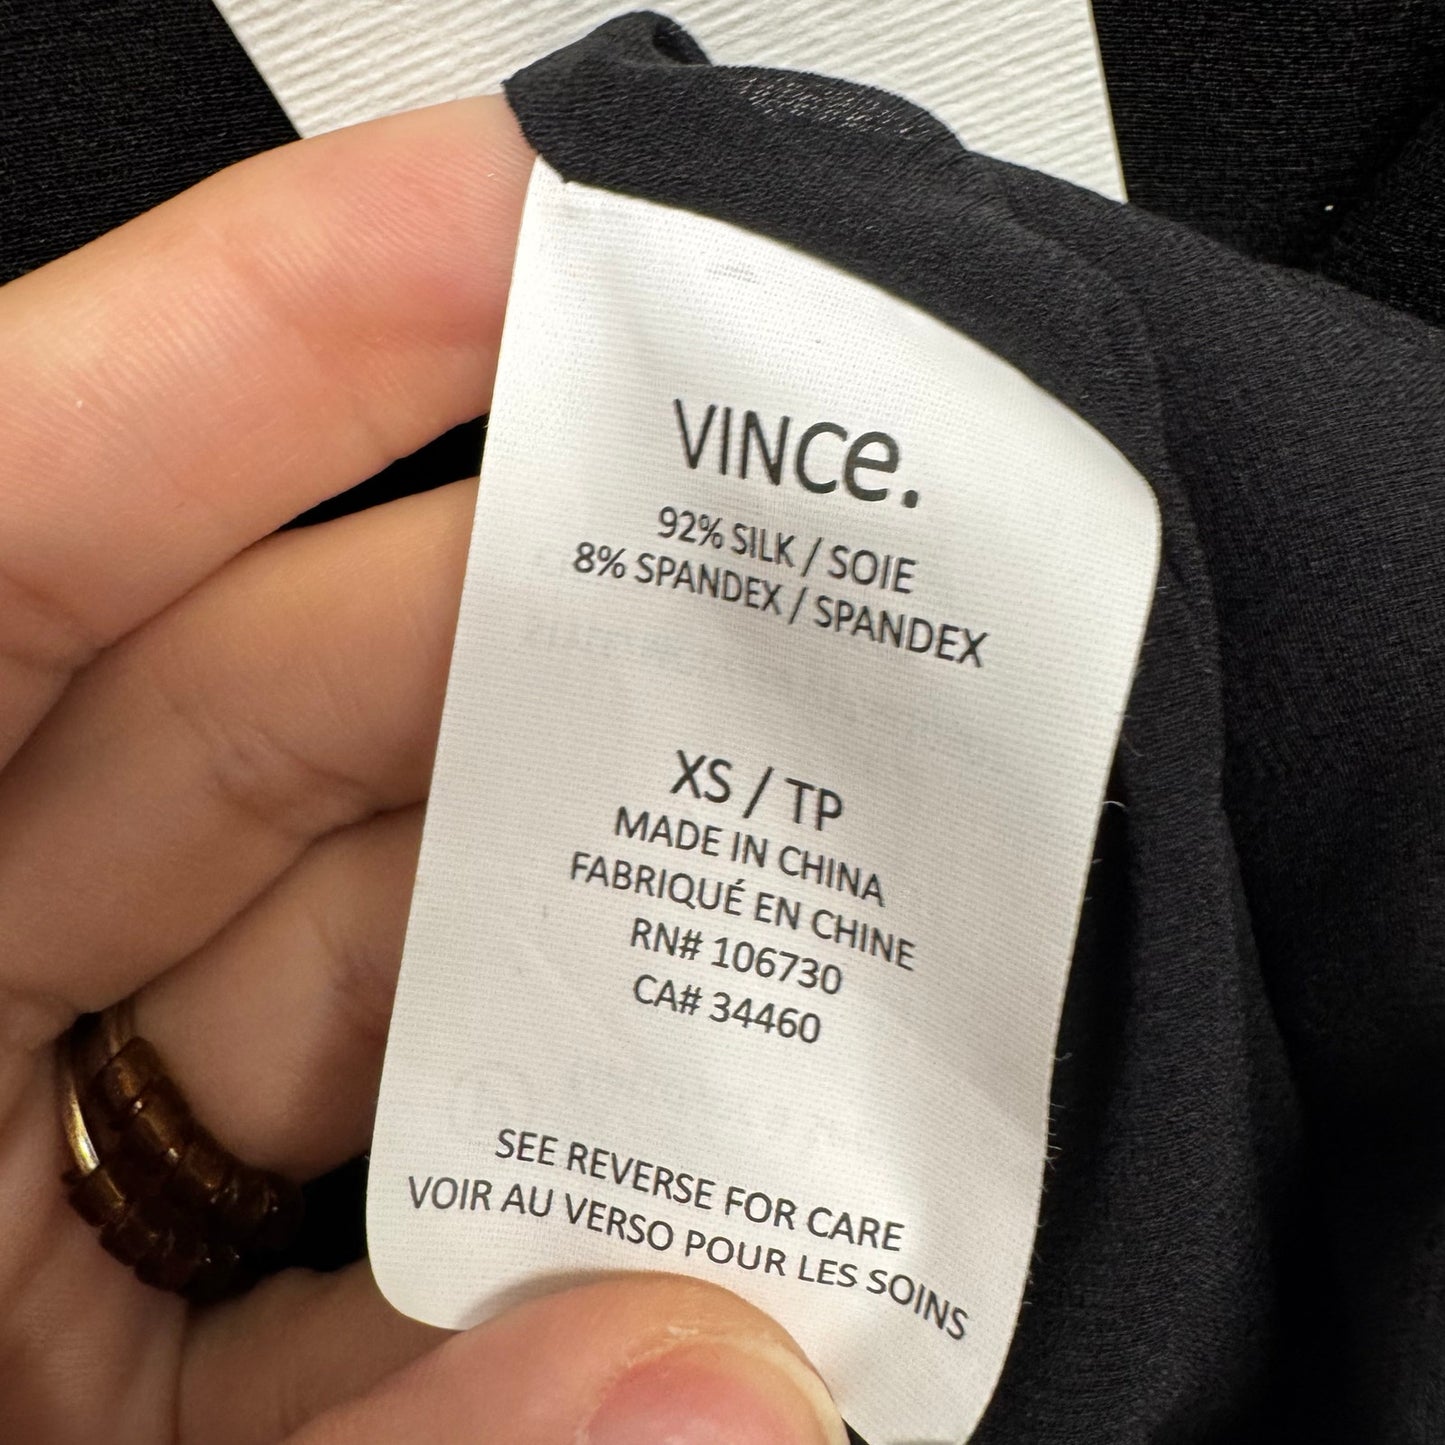 VINCe.
92% SILK / SOIE
8% SPANDEX / SPANDEX
XS / TP
MADE IN CHINA
FABRIQUÉ EN CHINE
RN# 106730
CA# 34460
SEE REVERSE FOR CARE
VOIR AU VERSO POUR LES SOINS